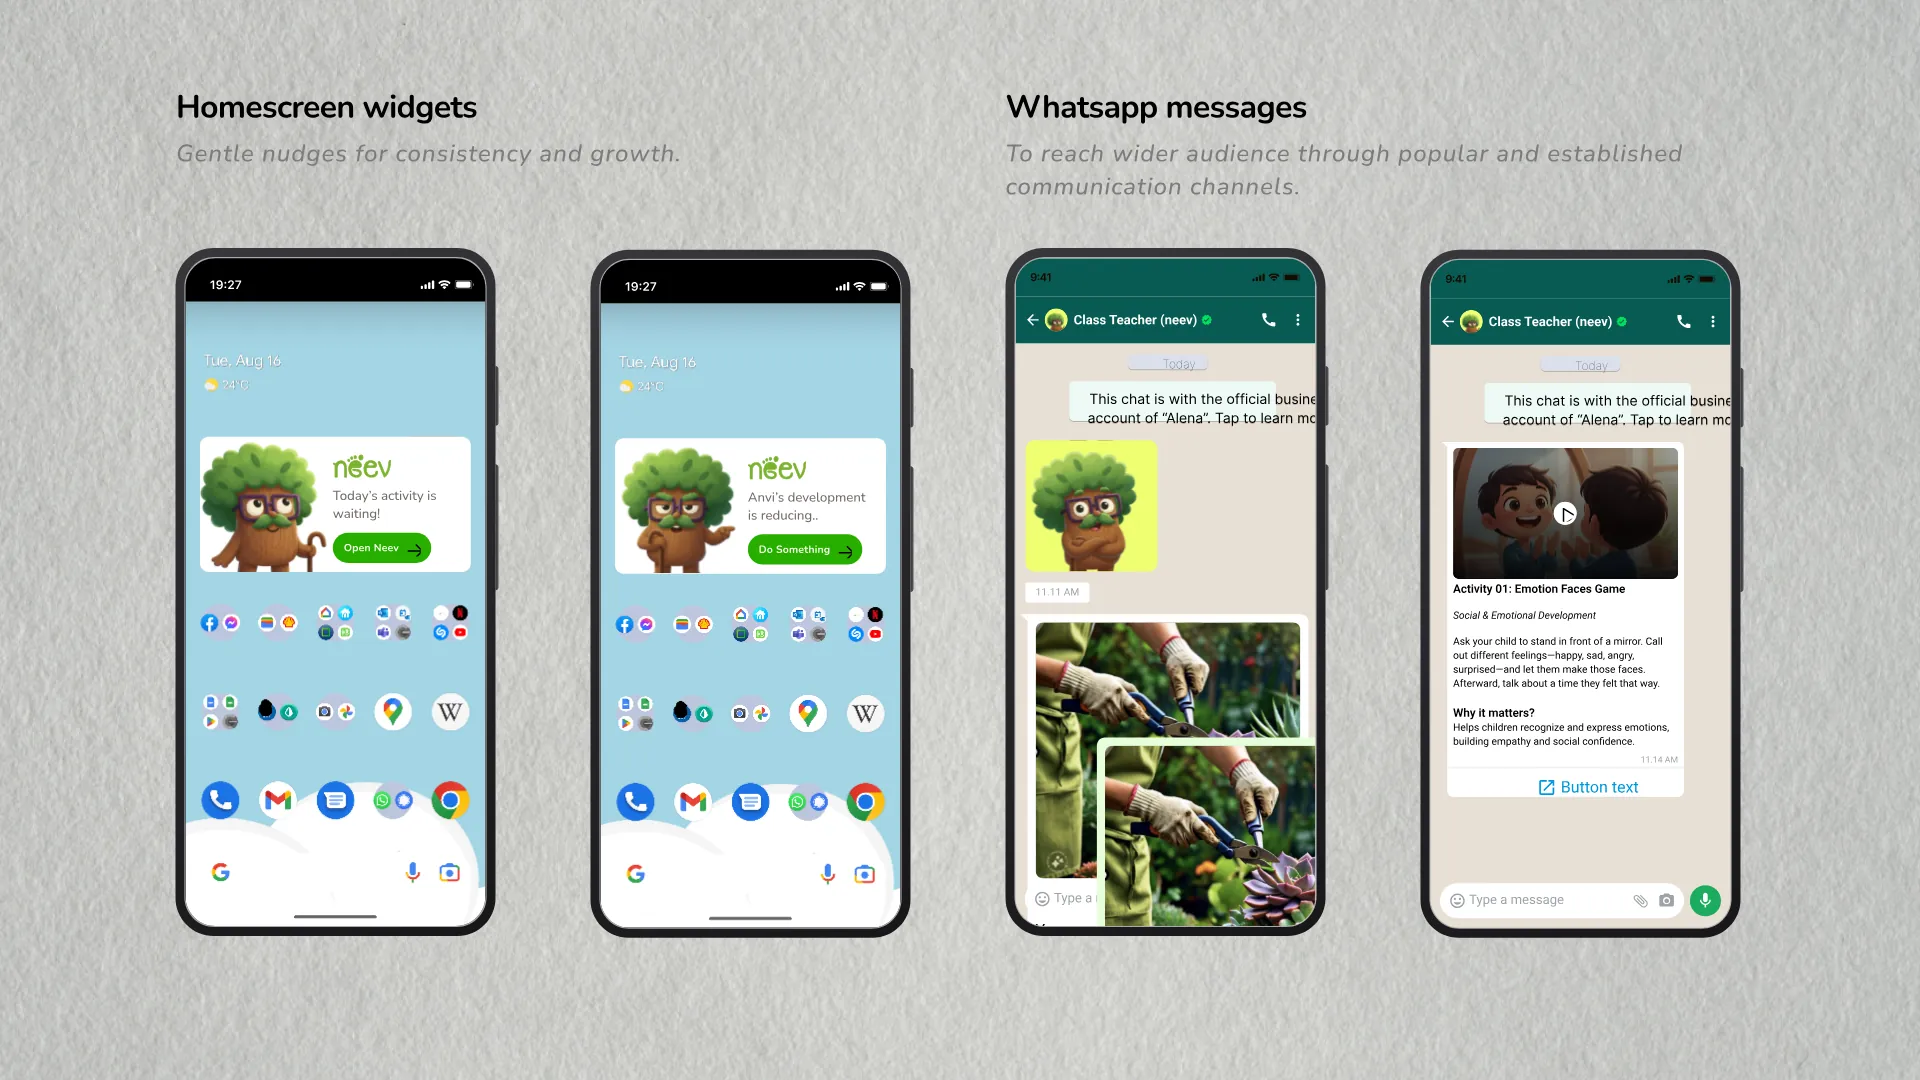 Homescreen widgets
Gentle nudges for consistency and growth.
Whatsapp messages
To reach wider audience through popular and established
communication channels.
19:27
Tue, Aug 16
24°C
neev
Today's activity is
waiting!
Open Neev
W
19:27
Tue, Aug 16
24°C
neev
Anvi's development
is reducing..
Do Something
W
9:41
Class Teacher (neev)
Today
This chat is with the official busine
account of “Alena”. Tap to learn mo
11.11 AM
Type a
9:41
Class Teacher (neev)
Today
This chat is with the official busine
account of “Alena”. Tap to learn mo
Activity 01: Emotion Faces Game
Social & Emotional Development
Ask your child to stand in front of a mirror. Call
out different feelings—happy, sad, angry,
surprised—and let them make those faces.
Afterward, talk about a time they felt that way.
Why it matters?
Helps children recognize and express emotions,
building empathy and social confidence.
11.14 AM
Button text
Type a message